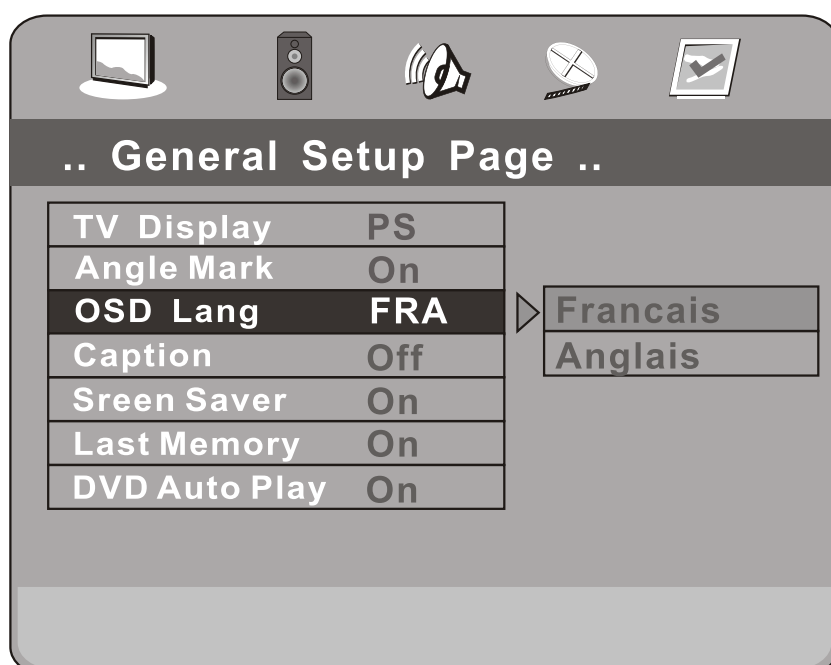 .. General Setup Page ..
TV Display PS
Angle Mark On
OSD Lang FRA Francais
Caption Off Anglais
Sreen Saver On
Last Memory On
DVD Auto Play On